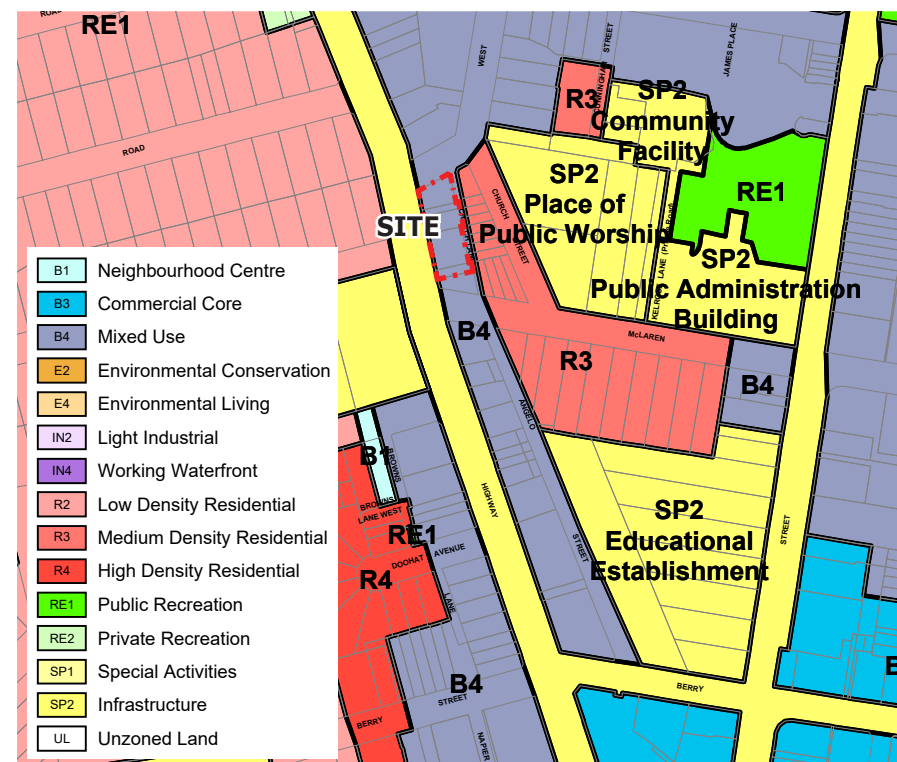 ROAD
RE1
WEST
STREET
JAMES PLACE
R3
SP2
Community
Facility
ROAD
SP2
Place of
Public Worship
RE1
CHURCH
STREET
SITE
KELROSE LANE (Private Road)
SP2
Public Administration
Building
McLAREN
B4
R3
B4
ANGELO
STREET
B1
BROWNS
BROWNS
LANE WEST
RE1
DOOHAT AVENUE
R4
LANE
HIGHWAY
SP2
Educational
Establishment
STREET
BERRY
B4
STREET
BERRY
NAPIER
B1 Neighbourhood Centre
B3 Commercial Core
B4 Mixed Use
E2 Environmental Conservation
E4 Environmental Living
IN2 Light Industrial
IN4 Working Waterfront
R2 Low Density Residential
R3 Medium Density Residential
R4 High Density Residential
RE1 Public Recreation
RE2 Private Recreation
SP1 Special Activities
SP2 Infrastructure
UL Unzoned Land